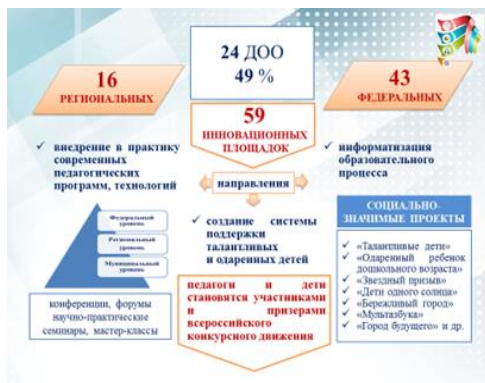 24 ДОО
49 %
16
РЕГИОНАЛЬНЫХ
43
ФЕДЕРАЛЬНЫХ
59
ИННОВАЦИОННЫХ
ПЛОЩАДОК
✓ внедрение в практику
современных
педагогических
программ, технологий
✓ информатизация
образовательного
процесса
направления
✓ создание системы
поддержки
талантливых
и одаренных детей
Федеральный
уровень
Региональный
уровень
Муниципальный
уровень
конференции, форумы
научно-практические
семинары, мастер-классы
педагоги и дети
становятся участниками
и призерами
всероссийского
конкурсного движения
СОЦИАЛЬНО-
ЗНАЧИМЫЕ ПРОЕКТЫ
✓ «Талантливые дети»
✓ «Одаренный ребенок
дошкольного возраста»
✓ «Звездный призыв»
✓ «Дети одного солнца»
✓ «Бережливый город»
✓ «Мультазбука»
✓ «Город будущего» и др.